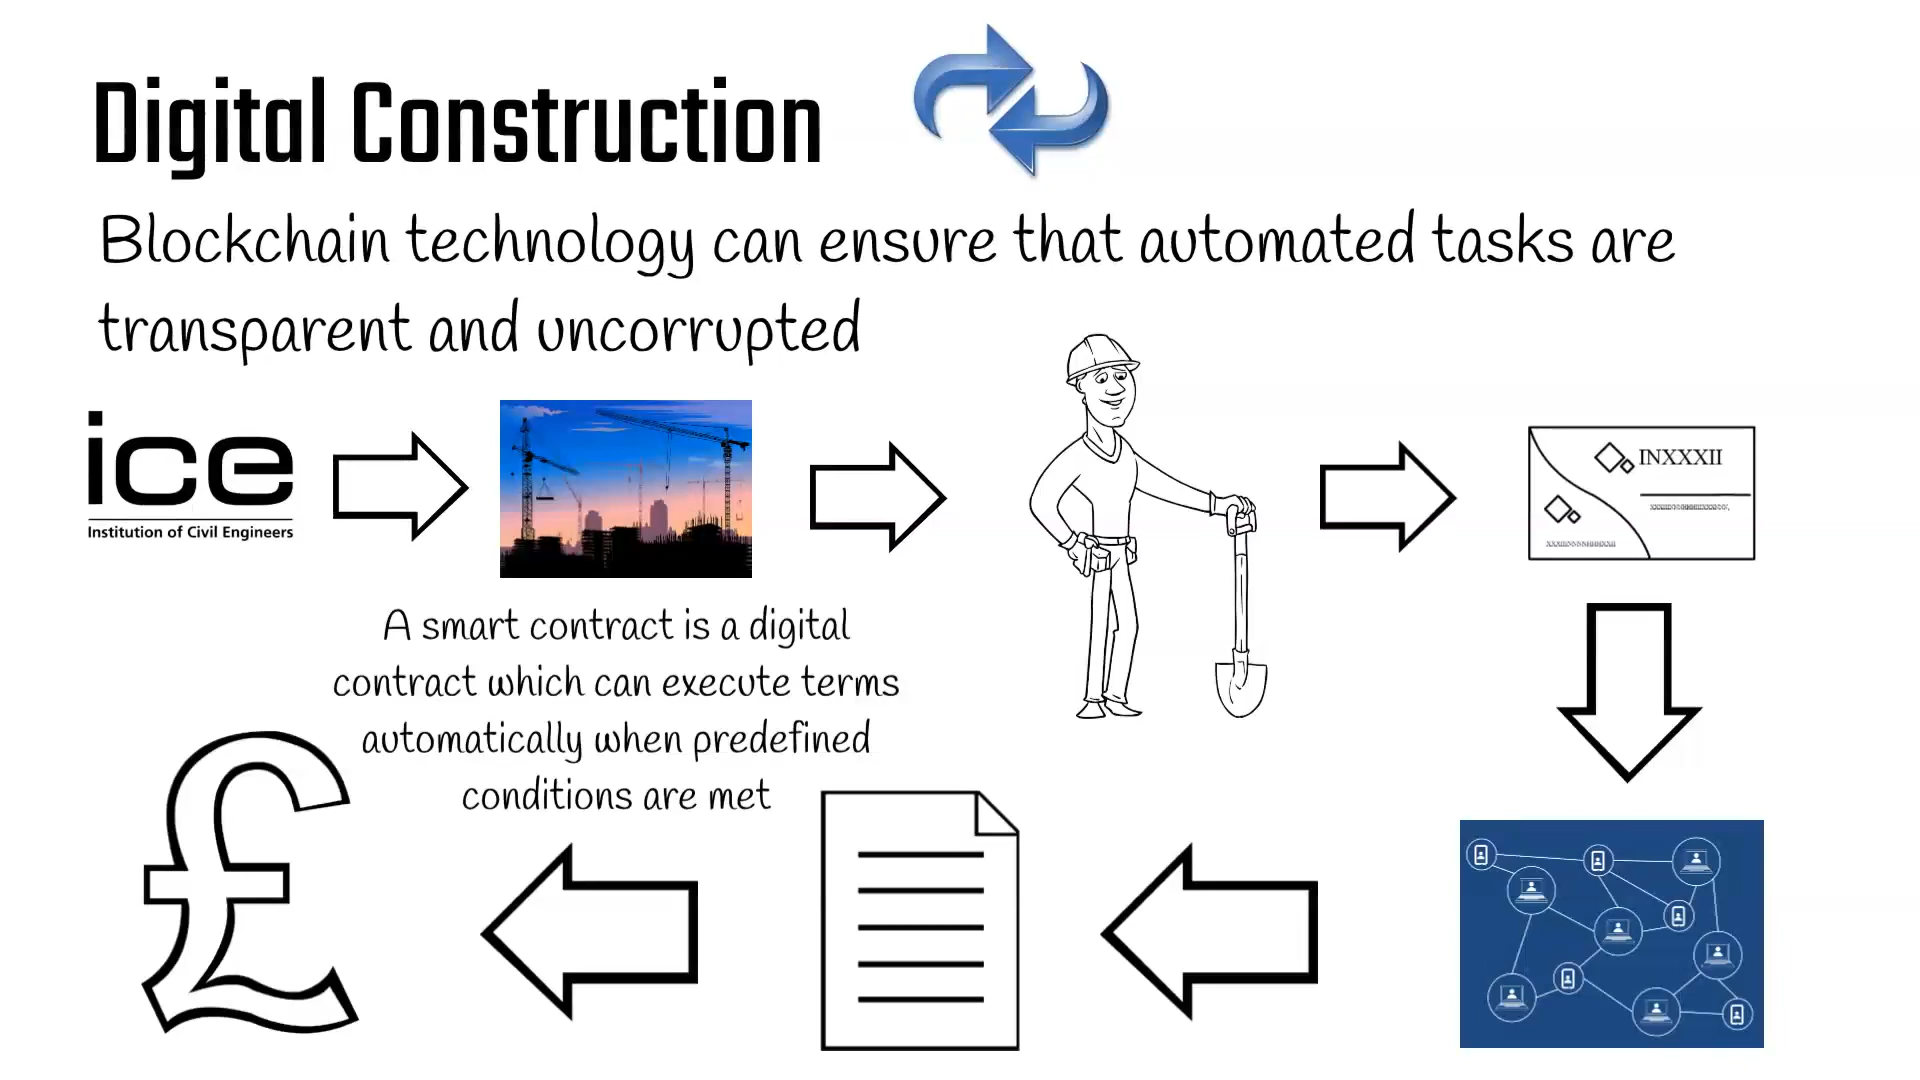 Digital Construction
Blockchain technology can ensure that automated tasks are
transparent and uncorrupted
ice
Institution of Civil Engineers
INXXXII
A smart contract is a digital
contract which can execute terms
automatically when predefined
conditions are met